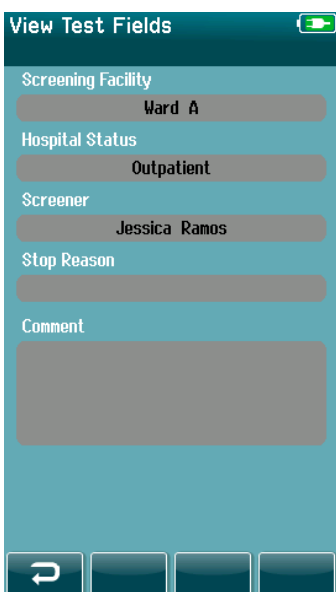 View Test Fields
Screening Facility
Ward A
Hospital Status
Outpatient
Screener
Jessica Ramos
Stop Reason
Comment